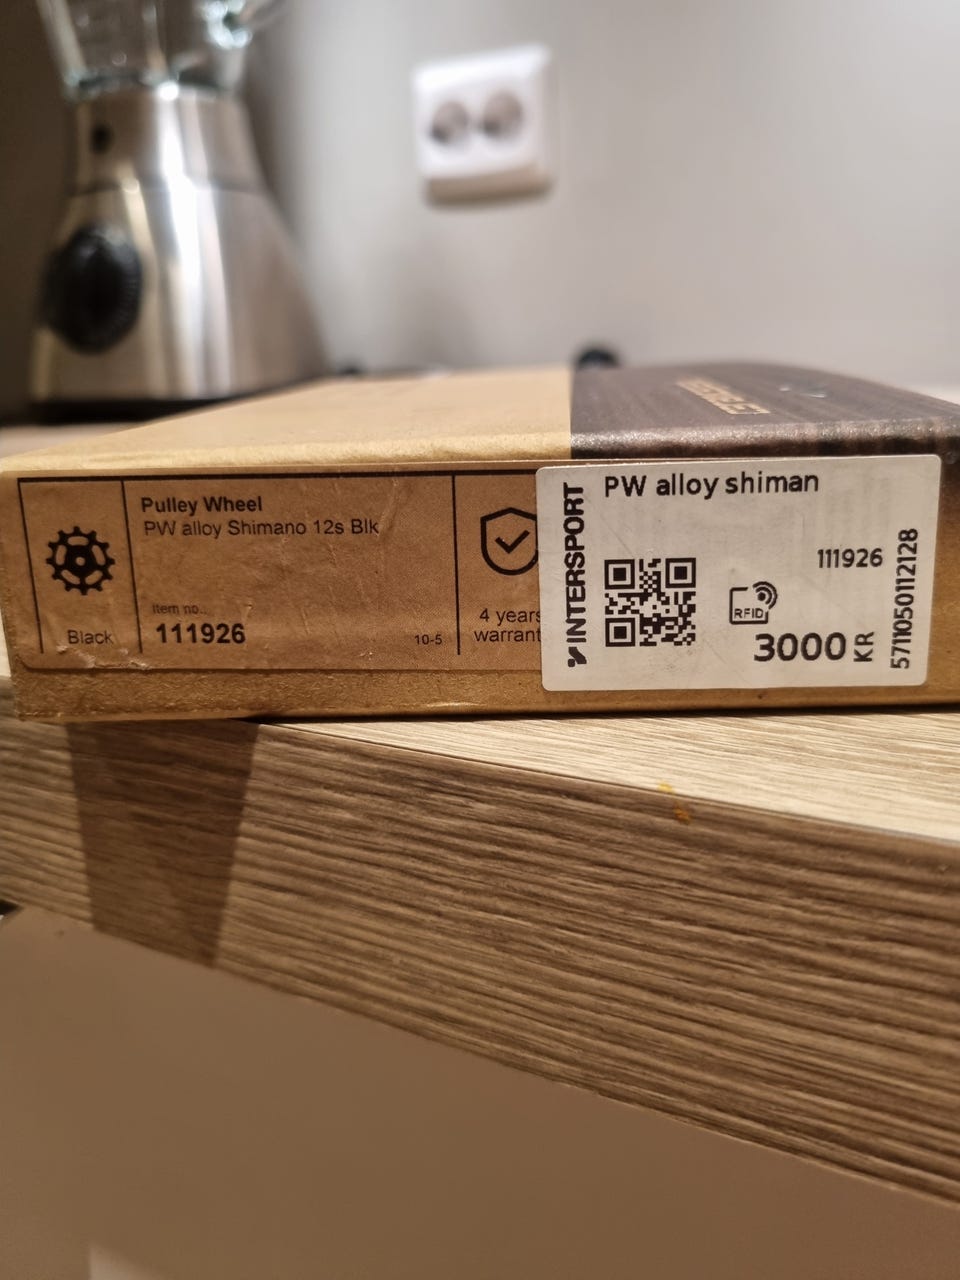 Pulley Wheel
PW alloy Shimano 12s Blk
Item no..
111926
Black
10-5
4 years
warrant
INTERSPORT
PW alloy shiman
111926
RFID
3000 KR
5711050112128